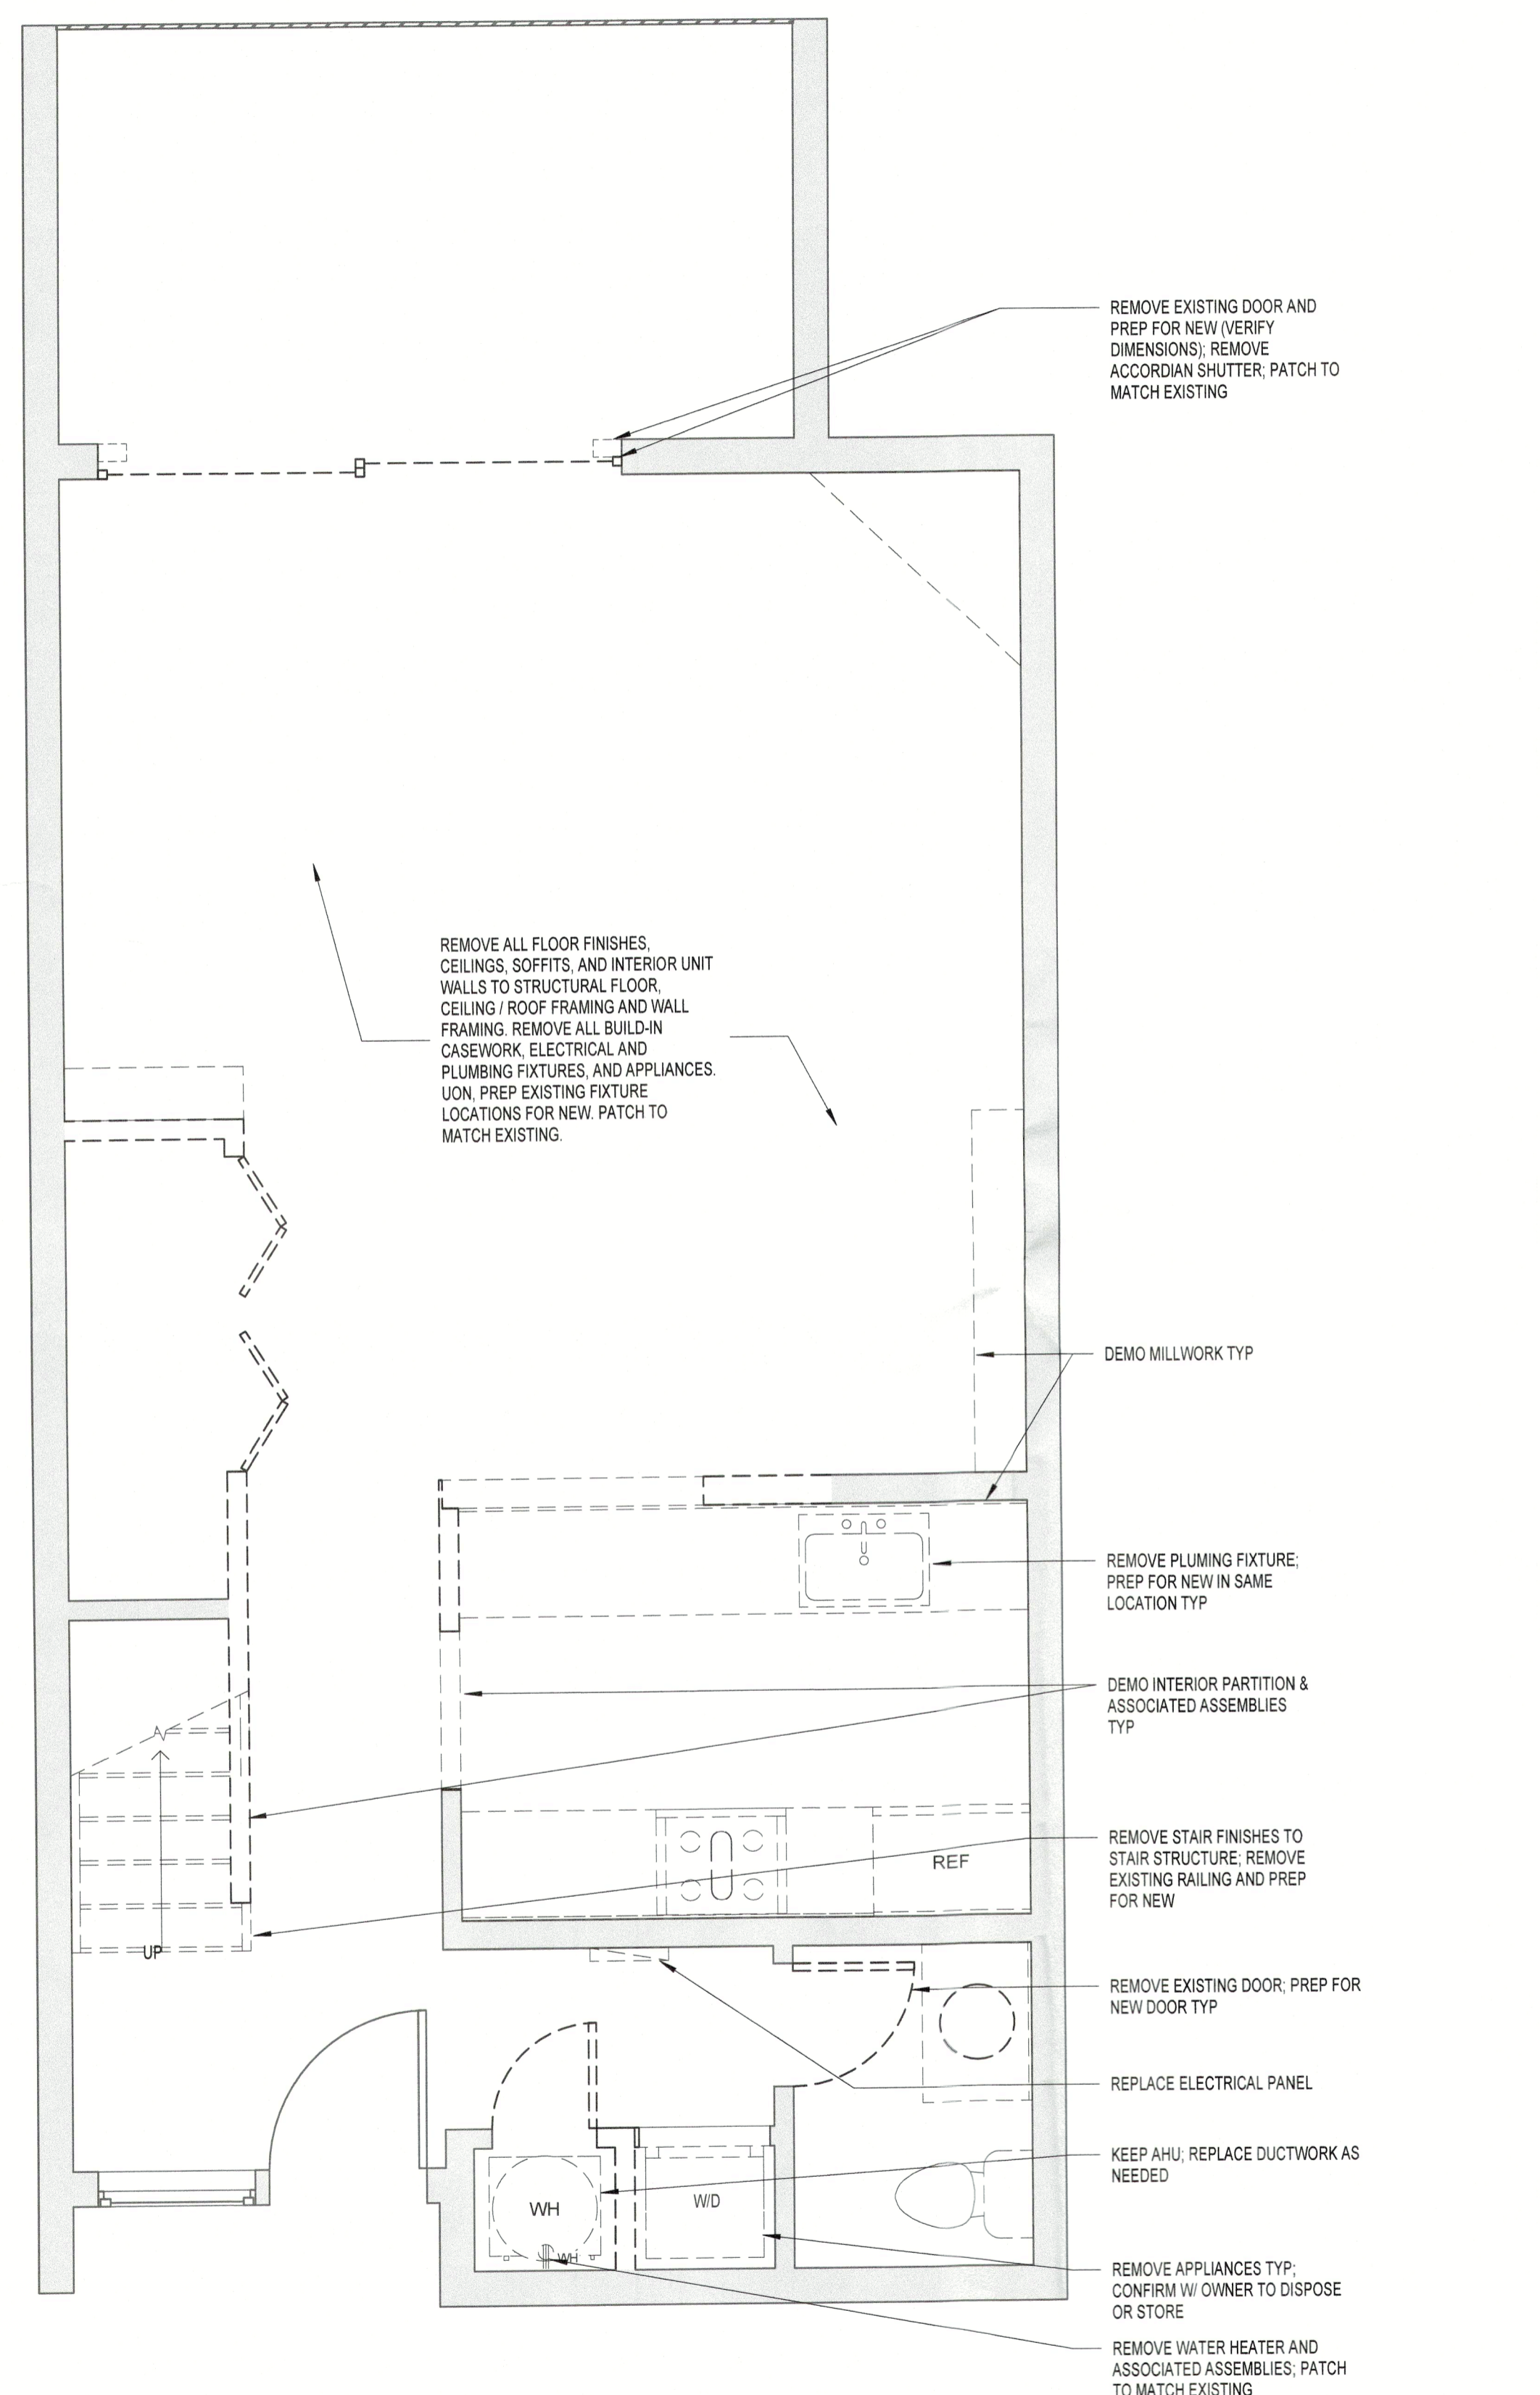 REMOVE EXISTING DOOR AND
PREP FOR NEW (VERIFY
DIMENSIONS); REMOVE
ACCORDIAN SHUTTER; PATCH TO
MATCH EXISTING
REMOVE ALL FLOOR FINISHES,
CEILINGS, SOFFITS, AND INTERIOR UNIT
WALLS TO STRUCTURAL FLOOR,
CEILING / ROOF FRAMING AND WALL
FRAMING. REMOVE ALL BUILD-IN
CASEWORK, ELECTRICAL AND
PLUMBING FIXTURES, AND APPLIANCES.
UON, PREP EXISTING FIXTURE
LOCATIONS FOR NEW. PATCH TO
MATCH EXISTING.
DEMO MILLWORK TYP
REMOVE PLUMING FIXTURE;
PREP FOR NEW IN SAME
LOCATION TYP
DEMO INTERIOR PARTITION &
ASSOCIATED ASSEMBLIES
TYP
REMOVE STAIR FINISHES TO
STAIR STRUCTURE; REMOVE
EXISTING RAILING AND PREP
FOR NEW
REF
UP
REMOVE EXISTING DOOR; PREP FOR
NEW DOOR TYP
REPLACE ELECTRICAL PANEL
KEEP AHU; REPLACE DUCTWORK AS
NEEDED
WH
W/D
WH
REMOVE APPLIANCES TYP;
CONFIRM W/ OWNER TO DISPOSE
OR STORE
REMOVE WATER HEATER AND
ASSOCIATED ASSEMBLIES; PATCH
TO MATCH EXISTING